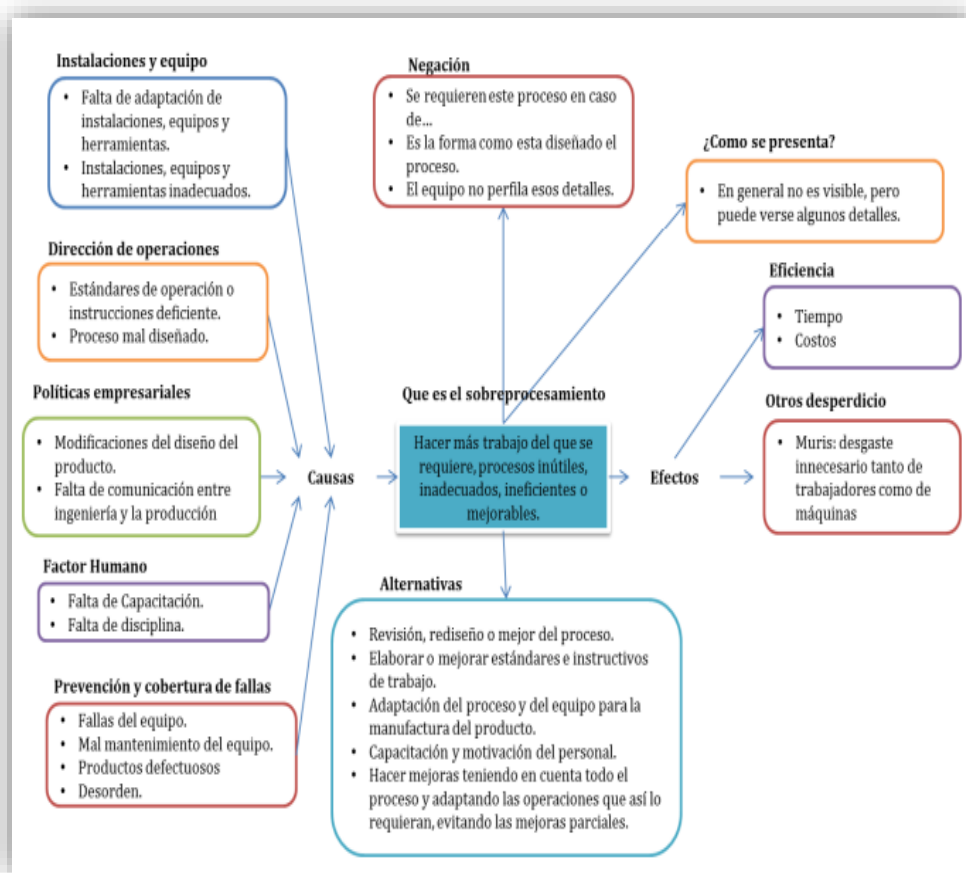 Instalaciones y equipo
• Falta de adaptación de
instalaciones, equipos y
herramientas.
• Instalaciones, equipos y
herramientas inadecuados.
Negación
• Se requieren este proceso en caso
de...
• Es la forma como esta diseñado el
proceso.
• El equipo no perfila esos detalles.
¿Como se presenta?
• En general no es visible, pero
puede verse algunos detalles.
Dirección de operaciones
• Estándares de operación o
instrucciones deficiente.
• Proceso mal diseñado.
Eficiencia
• Tiempo
• Costos
Políticas empresariales
• Modificaciones del diseño del
producto.
• Falta de comunicación entre
ingeniería y la producción
Causas
Que es el sobreprocesamiento
Hacer más trabajo del que se
requiere, procesos inútiles,
inadecuados, ineficientes o
mejorables.
Efectos
Otros desperdicio
• Muris: desgaste
innecesario tanto de
trabajadores como de
máquinas
Factor Humano
• Falta de Capacitación.
• Falta de disciplina.
Alternativas
• Revisión, rediseño o mejor del proceso.
• Elaborar o mejorar estándares e instructivos
de trabajo.
• Adaptación del proceso y del equipo para la
manufactura del producto.
• Capacitación y motivación del personal.
• Hacer mejoras teniendo en cuenta todo el
proceso y adaptando las operaciones que así lo
requieran, evitando las mejoras parciales.
Prevención y cobertura de fallas
• Fallas del equipo.
• Mal mantenimiento del equipo.
• Productos defectuosos
• Desorden.